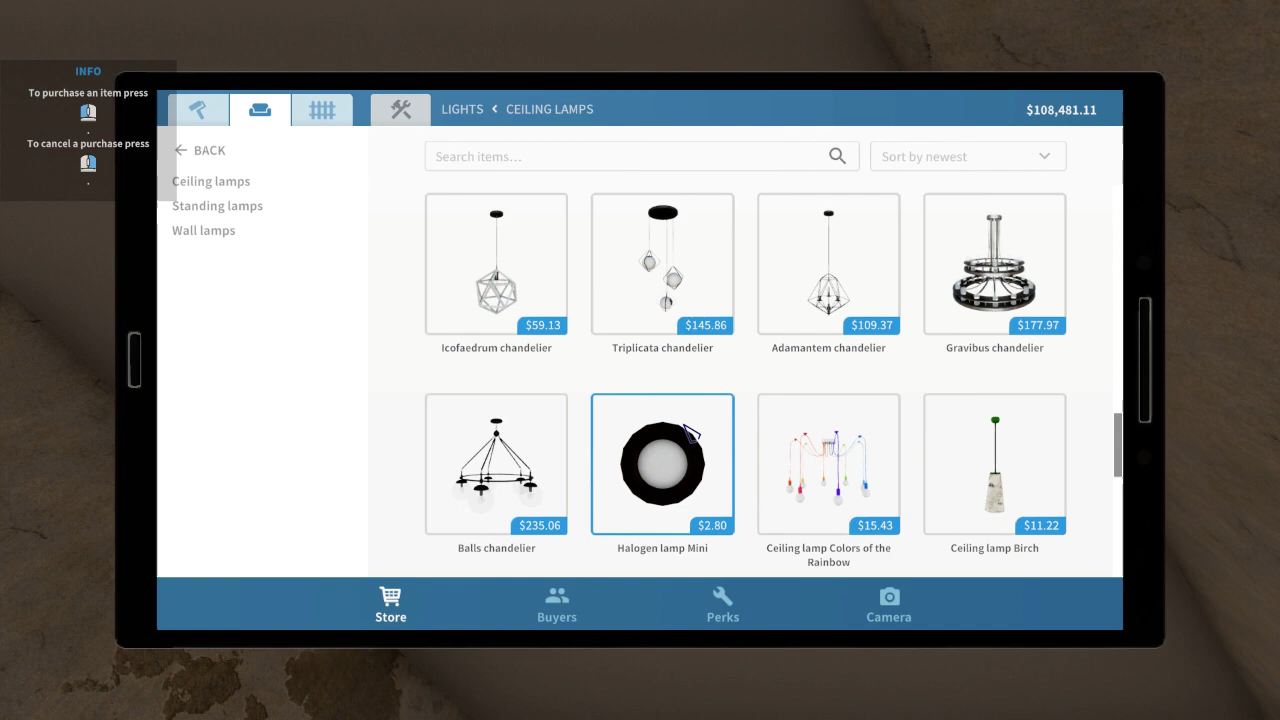 INFO
To purchase an item press
.
To cancel a purchase press
.
LIGHTS < CEILING LAMPS
$108,481.11
BACK
Ceiling lamps
Standing lamps
Wall lamps
Search items...
Sort by newest
$59.13
$145.86
$109.37
$177.97
Icofaedrum chandelier
Triplicata chandelier
Adamantem chandelier
Gravibus chandelier
$235.06
$2.80
$15.43
$11.22
Balls chandelier
Halogen lamp Mini
Ceiling lamp Colors of the
Rainbow
Ceiling lamp Birch
Store
Buyers
Perks
Camera